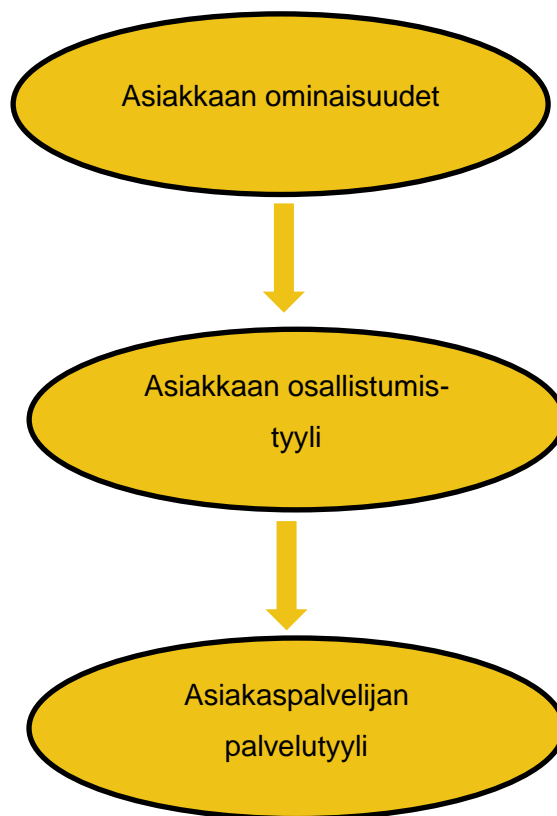 Asiakkaan ominaisuudet
Asiakkaan osallistumis-
tyyli
Asiakaspalvelijan
palvelutyyli